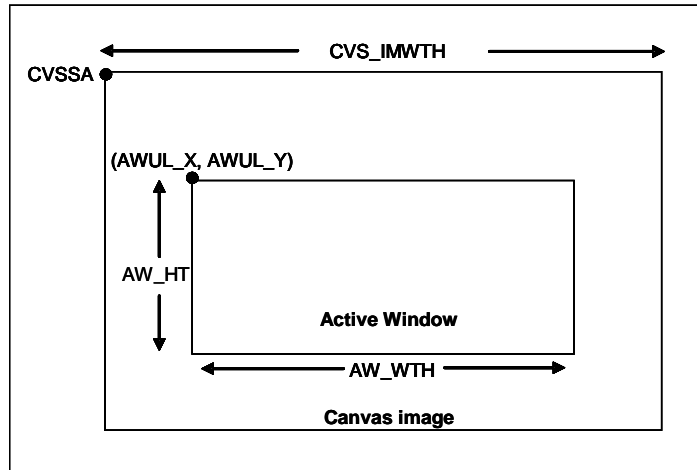 CVS_IMWTH
CVSSA
(AWUL_X, AWUL_Y)
AW_HT
Active Window
AW_WTH
Canvas image